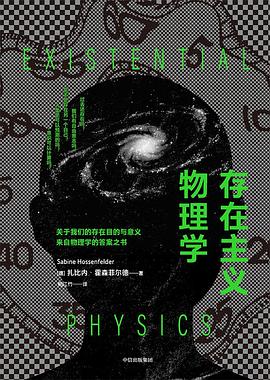 EXISTENTIAL
存在主义
物理学
关于我们的存在目的与意义
来自物理学的答案之书
Sabine Hossenfelder
[德] 扎比内·霍森菲尔德 著
译
PHYSICS
中信出版集团